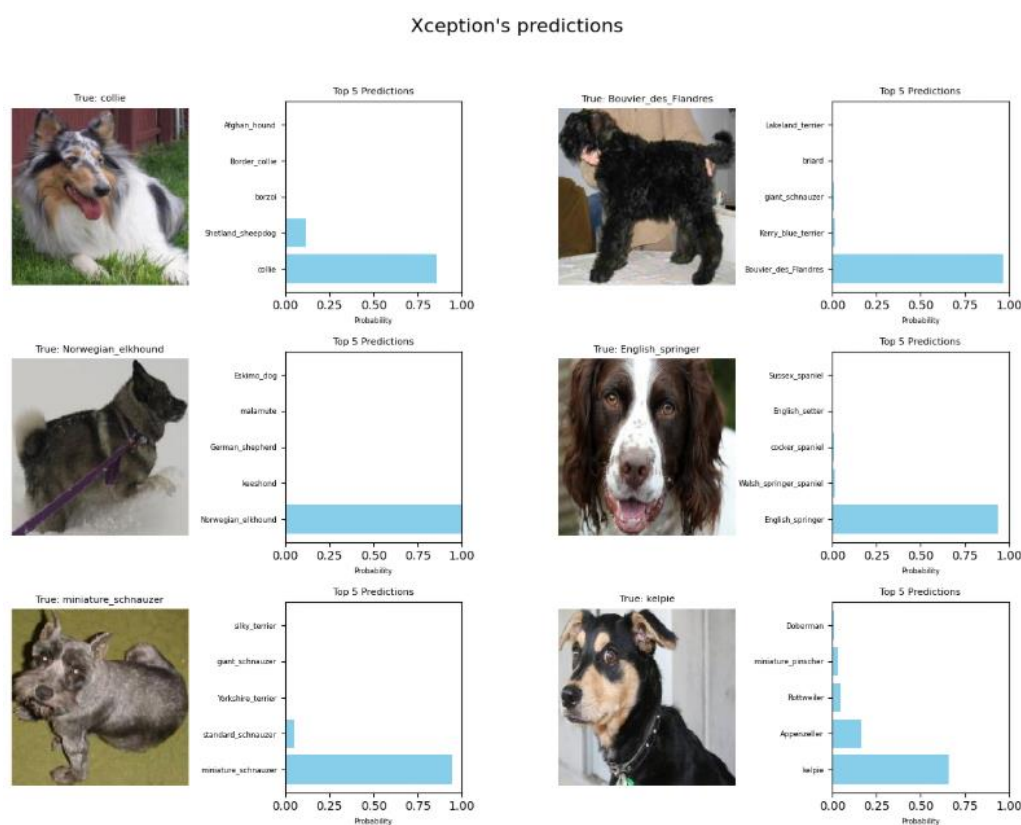 Xception's predictions
True: collie
Top 5 Predictions
Afghan_hound
Border_collie
borzoi
Shetland_sheepdog
collie
0.00 0.25 0.50 0.75 1.00
Probability
True: Bouvier_des_Flandres
Top 5 Predictions
Lakeland_terrier
briard
giant_schnauzer
Kerry_blue_terrier
Bouvier_des_Flandres
0.00 0.25 0.50 0.75 1.00
Probability
True: Norwegian_elkhound
Top 5 Predictions
Eskimo_dog
malamute
German_shepherd
keeshond
Norwegian_elkhound
0.00 0.25 0.50 0.75 1.00
Probability
True: English_springer
Top 5 Predictions
Sussex_spaniel
English_setter
cocker_spaniel
Welsh_springer_spaniel
English_springer
0.00 0.25 0.50 0.75 1.00
Probability
True: miniature_schnauzer
Top 5 Predictions
silky_terrier
giant_schnauzer
Yorkshire_terrier
standard_schnauzer
miniature_schnauzer
0.00 0.25 0.50 0.75 1.00
Probability
True: kelpie
Top 5 Predictions
Doberman
miniature_pinscher
Rottweiler
Appenzeller
kelpie
0.00 0.25 0.50 0.75 1.00
Probability